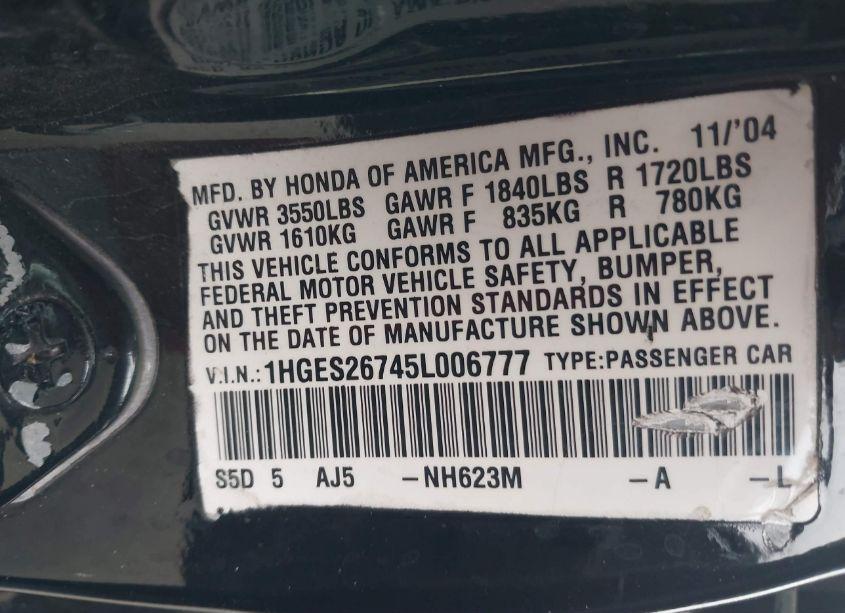 MFD. BY HONDA OF AMERICA MFG., INC. 11/'04
GVWR 3550LBS GAWR F 1840LBS R 1720LBS
GVWR 1610KG GAWR F 835KG R 780KG
THIS VEHICLE CONFORMS TO ALL APPLICABLE
FEDERAL MOTOR VEHICLE SAFETY, BUMPER,
AND THEFT PREVENTION STANDARDS IN EFFECT
ON THE DATE OF MANUFACTURE SHOWN ABOVE.
V.I.N.: 1HGES26745L006777 TYPE:PASSENGER CAR
S5D 5 AJ5 -NH623M -A -L